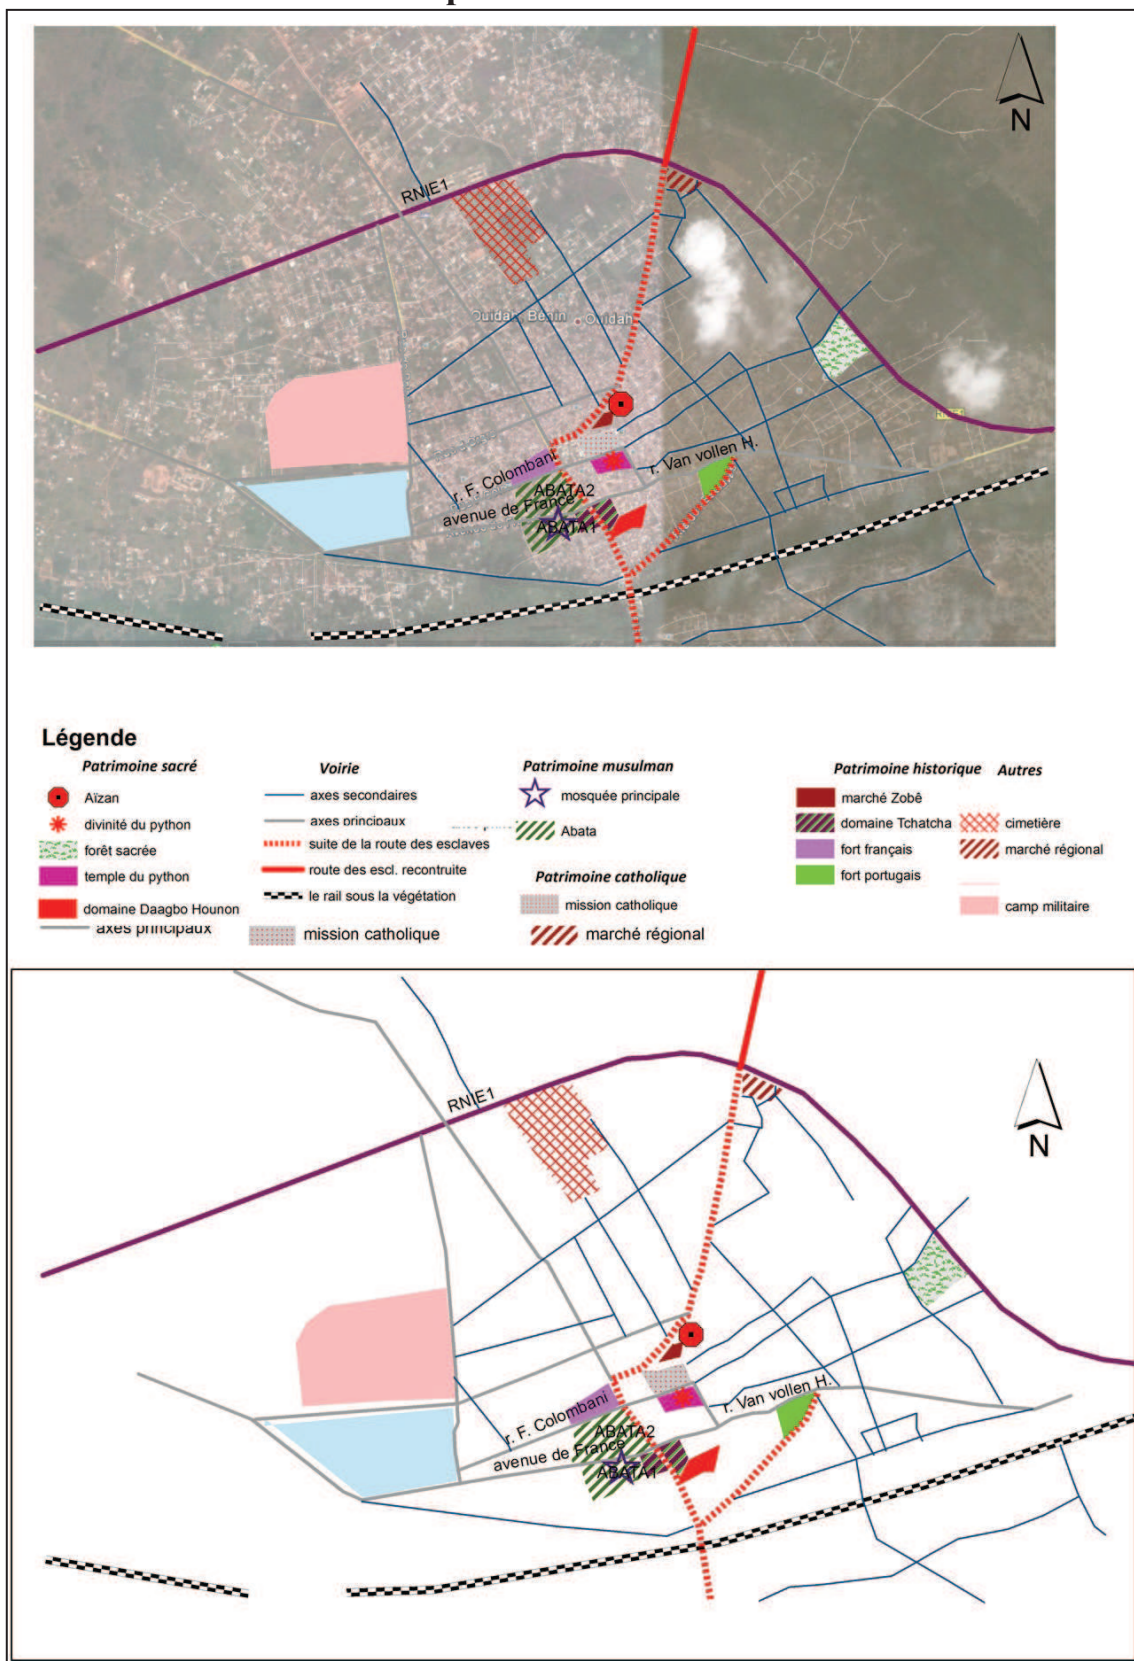 N
RNIE1
Ouidah, Bénin
Ouidah
RNIE1
r. F. Colombani
r. Van vollen H.
ABATA2
avenue de France
ABATA1
Légende
Patrimoine sacré
Aïzan
divinité du python
forêt sacrée
temple du python
domaine Daagbo Hounon
axes principaux
Voirie
axes secondaires
axes principaux
suite de la route des esclaves
route des escl. recontruite
le rail sous la végétation
mission catholique
Patrimoine musulman
mosquée principale
Abata
Patrimoine catholique
mission catholique
marché régional
Patrimoine historique
marché Zobê
domaine Tchatcha
fort français
fort portugais
Autres
cimetière
marché régional
camp militaire
N
RNIE1
r. F. Colombani
r. Van vollen H.
ABATA2
avenue de France
ABATA1